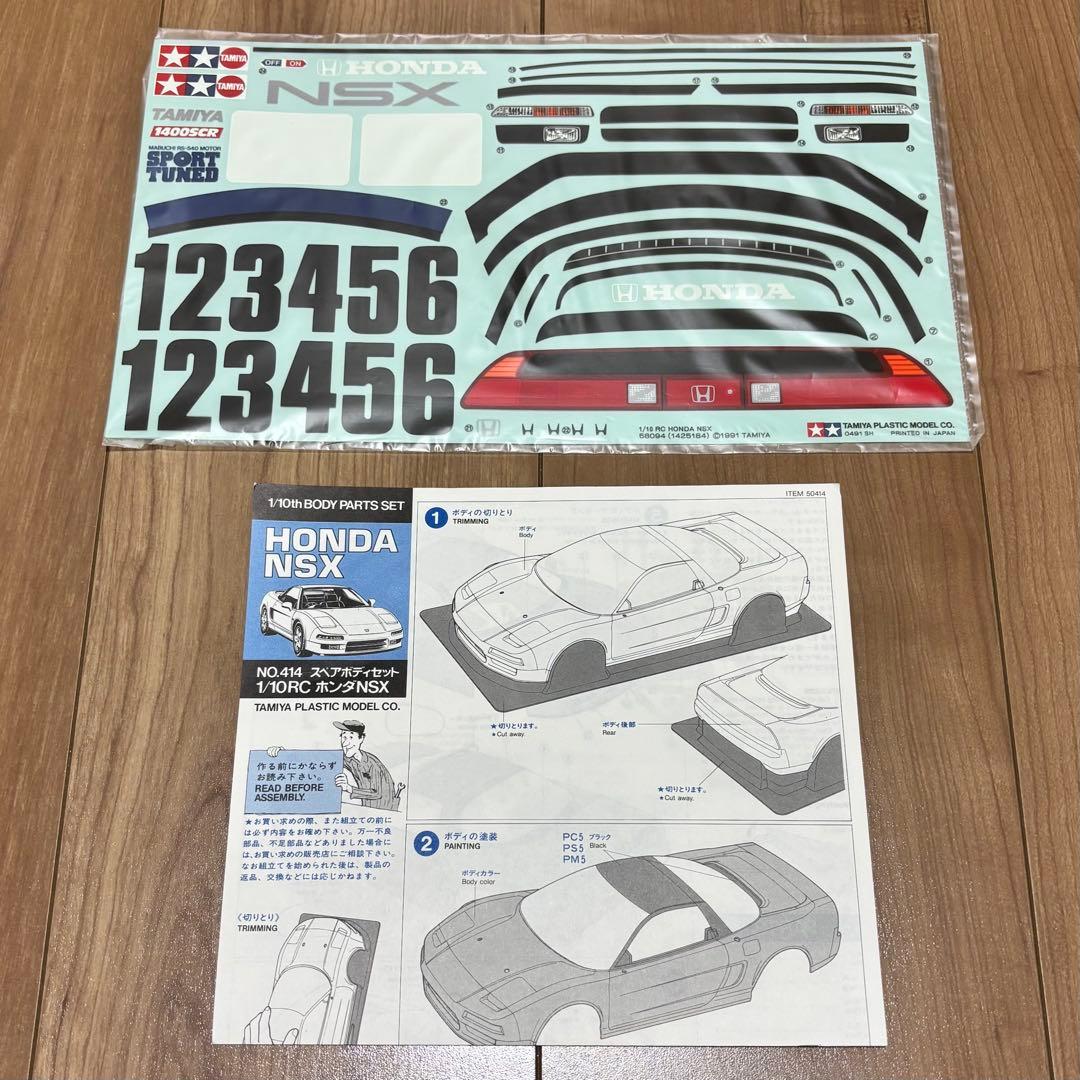 TAMIYA
TAMIYA
OFF ON
HONDA
NSX
TAMIYA
1400SCR
MABUCHI RS-540 MOTOR
SPORT
TUNED
123456
123456
HONDA
1/10 RC HONDA NSX
58094 (1425184) ©1991 TAMIYA
TAMIYA PLASTIC MODEL CO.
0491 SH PRINTED IN JAPAN
1/10th BODY PARTS SET
HONDA
NSX
NO.414 スペアボディセット
1/10RC ホンダNSX
TAMIYA PLASTIC MODEL CO.
作る前にかならず
お読み下さい。
READ BEFORE
ASSEMBLY.
★お買い求めの際、また組立ての前に
は必ず内容をお確め下さい。万一不良
部品、不足部品などありました場合に
は、お買い求めの販売店にご相談下さい。
なお組立てを始められた後は、製品の
返品、交換などには応じかねます。
《切りとり》
TRIMMING
ITEM 50414
1 ボディの切りとり
TRIMMING
ボディ
Body
★切りとります。
★Cut away.
ボディ後部
Rear
★切りとります。
★Cut away.
2 ボディの塗装
PAINTING
PC5 ブラック
PS5 Black
PM5
ボディカラー
Body color